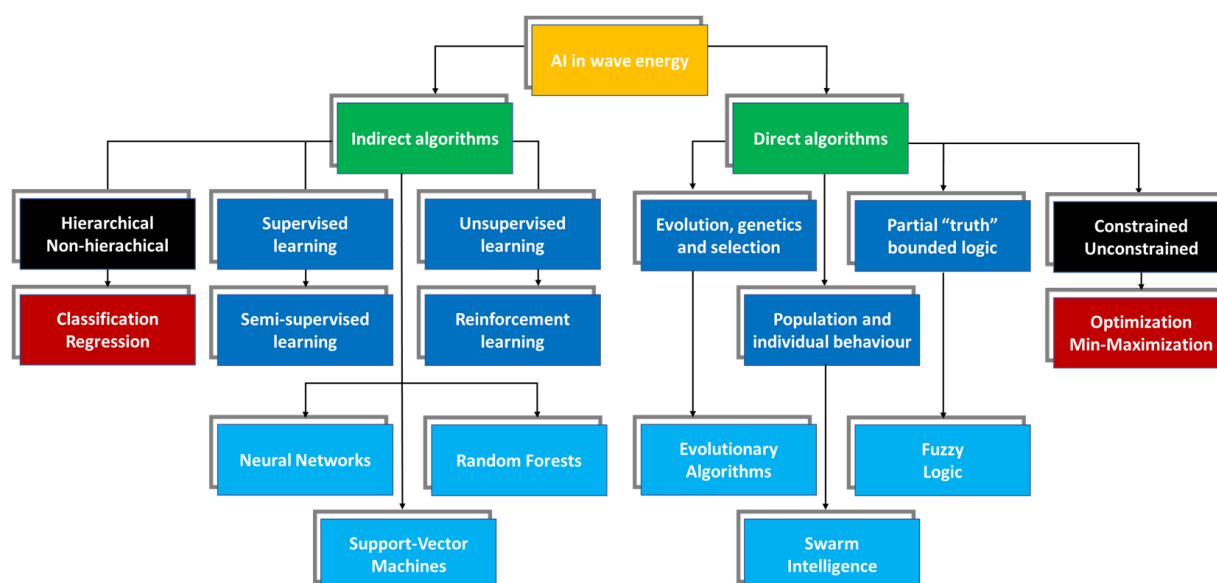 AI in wave energy
Indirect algorithms
Direct algorithms
Hierarchical
Non-hierachical
Supervised
learning
Unsupervised
learning
Evolution, genetics
and selection
Partial “truth”
bounded logic
Constrained
Unconstrained
Classification
Regression
Semi-supervised
learning
Reinforcement
learning
Population and
individual behaviour
Optimization
Min-Maximization
Neural Networks
Random Forests
Evolutionary
Algorithms
Fuzzy
Logic
Support-Vector
Machines
Swarm
Intelligence